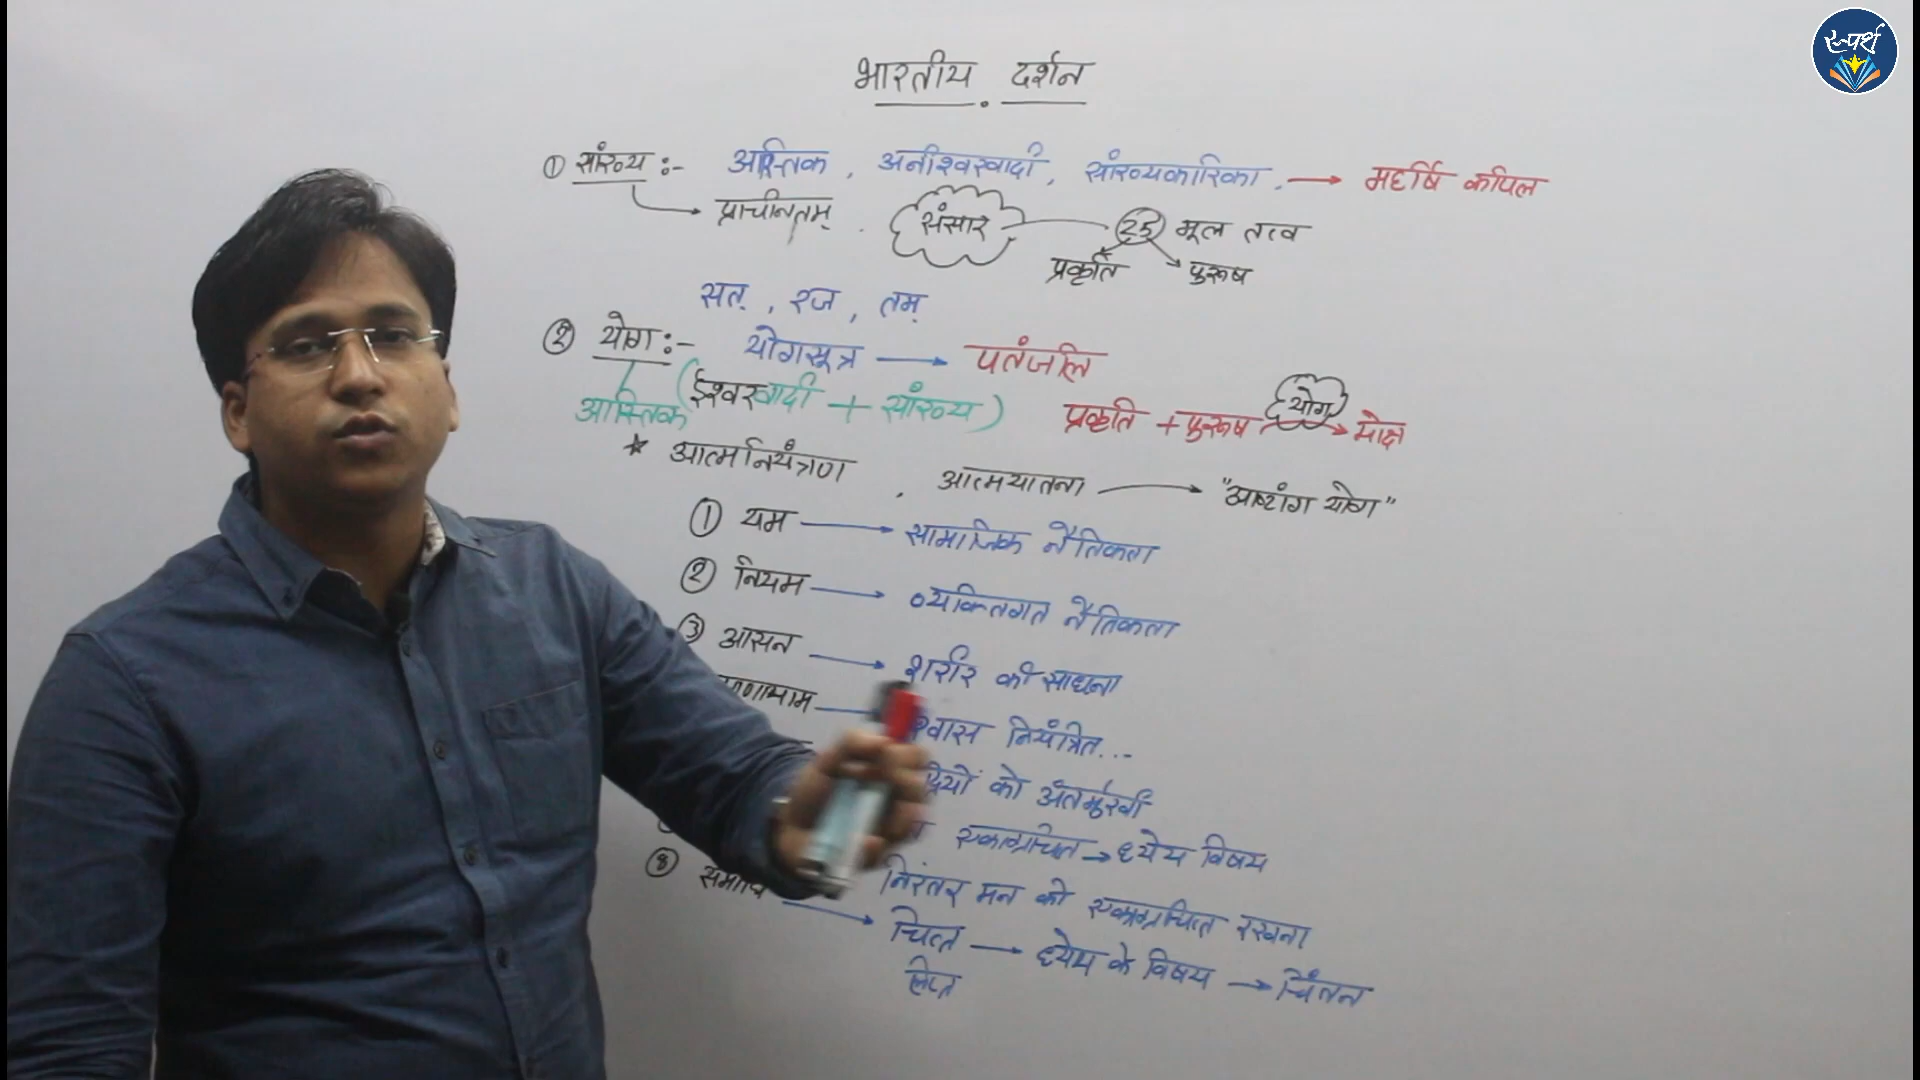 स्पर्श
भारतीय दर्शन
① सांख्य :- आस्तिक , अनीश्वरवादी , सांख्यकारिका . → महर्षि कपिल
प्राचीनतम् . संसार 25 मूल तत्व
प्रकृति पुरूष
सत् , रज , तम्
② योग :- योगसूत्र → पतंजलि
आस्तिक (ईश्वरवादी + सांख्य) प्रकृति + पुरूष योग → मोक्ष
* आत्मनियंत्रण , आत्मयातना → "अष्टांग योग"
① यम → सामाजिक नैतिकता
② नियम → व्यक्तिगत नैतिकता
③ आसन → शरीर की साधना
श्वास नियंत्रित...
को अंतर्मुखी
एकाग्रचित → ध्येय विषय
निरंतर मन को एकाग्रचित रखना
⑧ समाधि → चित्त → ध्येय के विषय → चिंतन
लिप्त